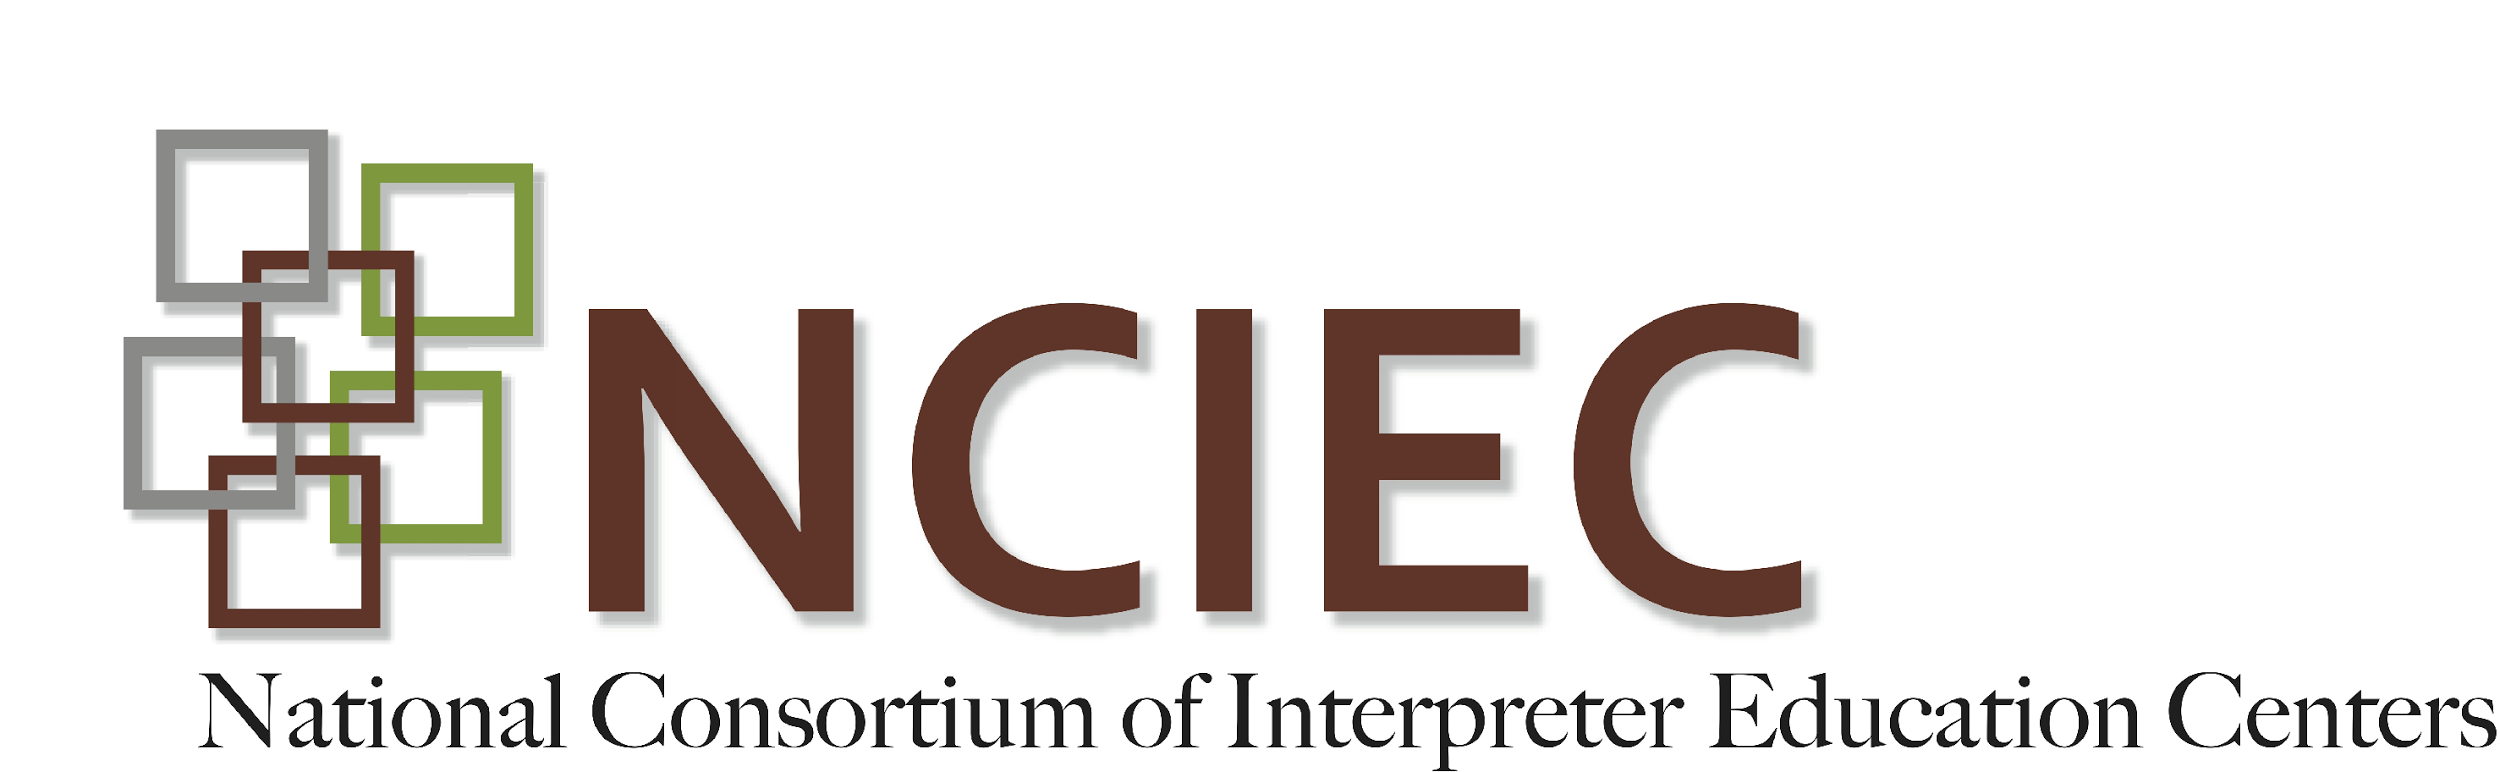 NCIEC
National Consortium of Interpreter Education Centers